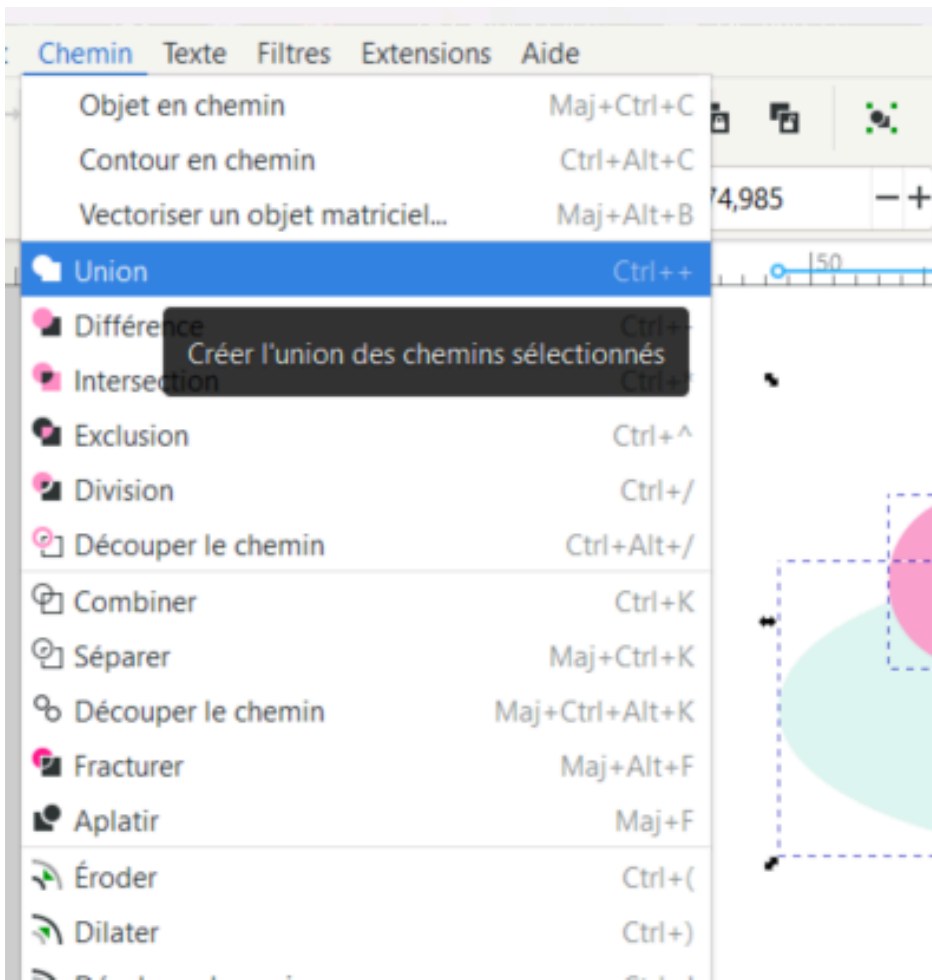 Chemin Texte Filtres Extensions Aide
Objet en chemin Maj+Ctrl+C
Contour en chemin Ctrl+Alt+C
Vectoriser un objet matriciel... Maj+Alt+B
74,985
Union Ctrl++
50
Différence Ctrl+-
Créer l'union des chemins sélectionnés
Intersection Ctrl+*
Exclusion Ctrl+^
Division Ctrl+/
Découper le chemin Ctrl+Alt+/
Combiner Ctrl+K
Séparer Maj+Ctrl+K
Découper le chemin Maj+Ctrl+Alt+K
Fracturer Maj+Alt+F
Aplatir Maj+F
Éroder Ctrl+(
Dilater Ctrl+)